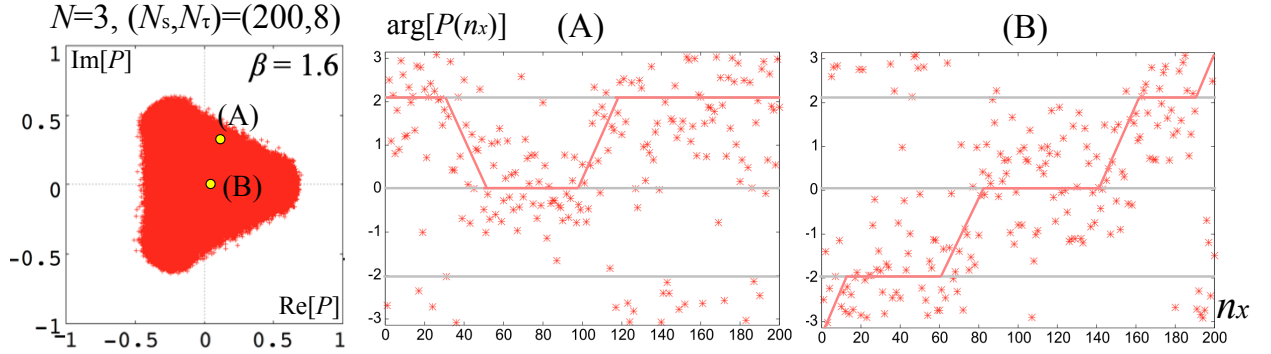 N=3, (Ns,Nτ)=(200,8)
Im[P]
β = 1.6
(A)
(B)
Re[P]
1
0.5
0
-0.5
-1
-1 -0.5 0 0.5 1
arg[P(nx)] (A)
3
2
1
0
-1
-2
-3
0 20 40 60 80 100 120 140 160 180 200
(B)
3
2
1
0
-1
-2
-3
0 20 40 60 80 100 120 140 160 180 200
nx